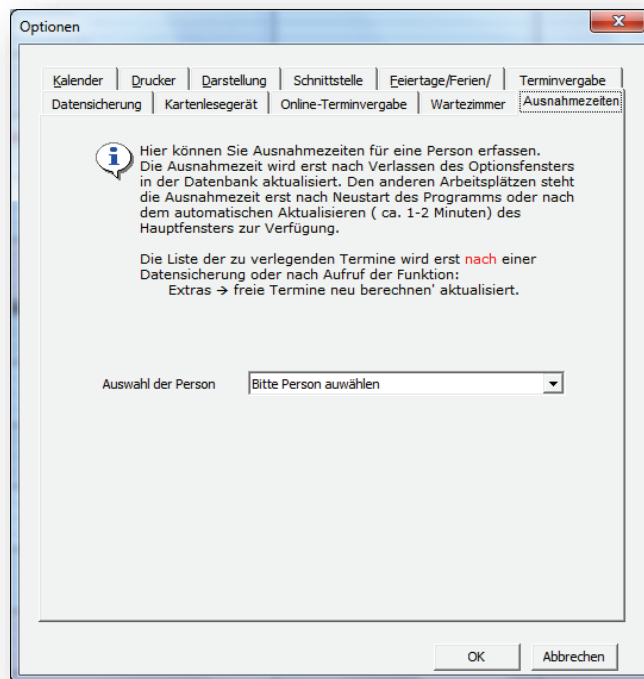 Optionen
Kalender Drucker Darstellung Schnittstelle Feiertage/Ferien/ Terminvergabe
Datensicherung Kartenlesegerät Online-Terminvergabe Wartezimmer Ausnahmezeiten
Hier können Sie Ausnahmezeiten für eine Person erfassen.
Die Ausnahmezeit wird erst nach Verlassen des Optionsfensters
in der Datenbank aktualisiert. Den anderen Arbeitsplätzen steht
die Ausnahmezeit erst nach Neustart des Programms oder nach
dem automatischen Aktualisieren ( ca. 1-2 Minuten) des
Hauptfensters zur Verfügung.
Die Liste der zu verlegenden Termine wird erst nach einer
Datensicherung oder nach Aufruf der Funktion:
Extras → freie Termine neu berechnen' aktualisiert.
Auswahl der Person Bitte Person auwählen
OK Abbrechen